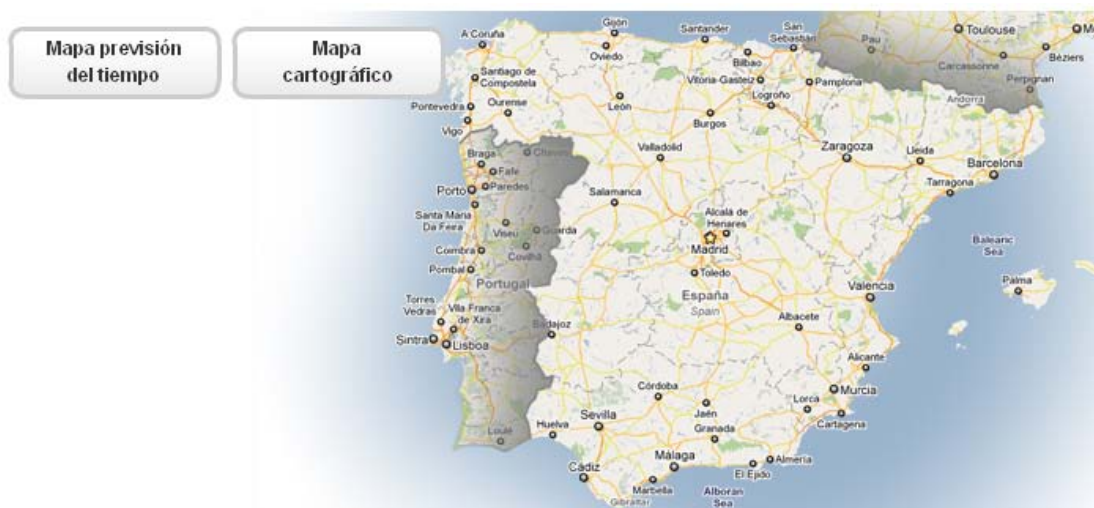 Mapa previsión
del tiempo
Mapa
cartográfico
A Coruña
Gijón
Oviedo
Santander
San
Sebastián
Bilbao
Vitoria-Gasteiz
Pamplona
Logroño
Pau
Toulouse
Carcassonne
Béziers
Perpignan
Andorra
Santiago de
Compostela
Pontevedra
Ourense
Vigo
León
Burgos
Valladolid
Zaragoza
Lleida
Barcelona
Tarragona
Braga
Chaves
Fafe
Porto
Paredes
Salamanca
Santa Maria
Da Feira
Viseu
Guarda
Alcalá de
Henares
Madrid
Coimbra
Covilhã
Pombal
Toledo
Portugal
España
Spain
Balearic
Sea
Palma
Valencia
Torres
Vedras
Vila Franca
de Xira
Badajoz
Albacete
Sintra
Lisboa
Alicante
Córdoba
Jaén
Murcia
Lorca
Cartagena
Sevilla
Huelva
Granada
Loulé
Cádiz
Málaga
El Ejido
Almería
Marbella
Gibraltar
Alboran
Sea